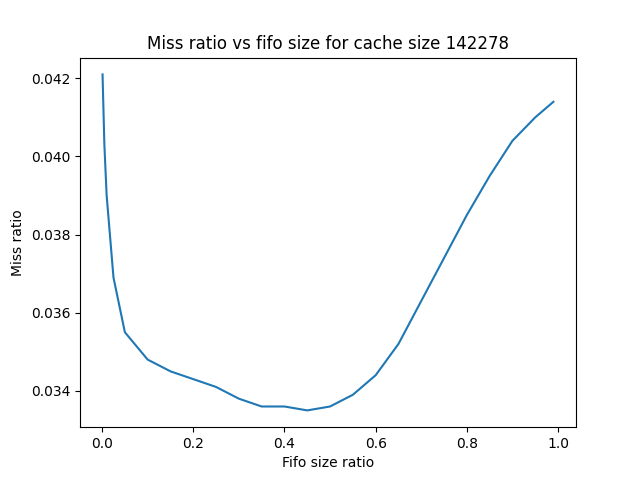 Miss ratio vs fifo size for cache size 142278
0.042
0.040
0.038
0.036
0.034
Miss ratio
0.0 0.2 0.4 0.6 0.8 1.0
Fifo size ratio